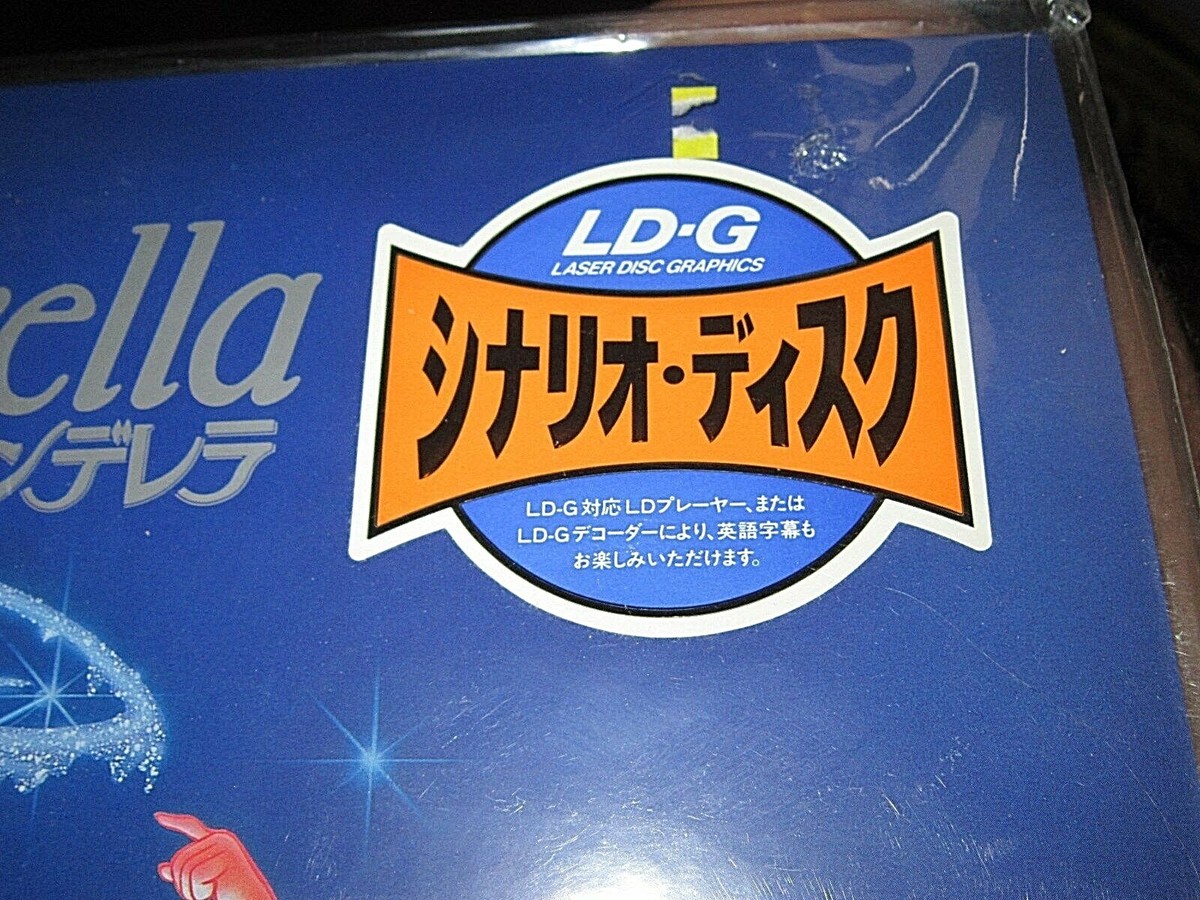 LD-G
LASER DISC GRAPHICS
シナリオ・ディスク
ella
ンデレラ
LD-G対応LDプレーヤー、または
LD-Gデコーダーにより、英語字幕も
お楽しみいただけます。